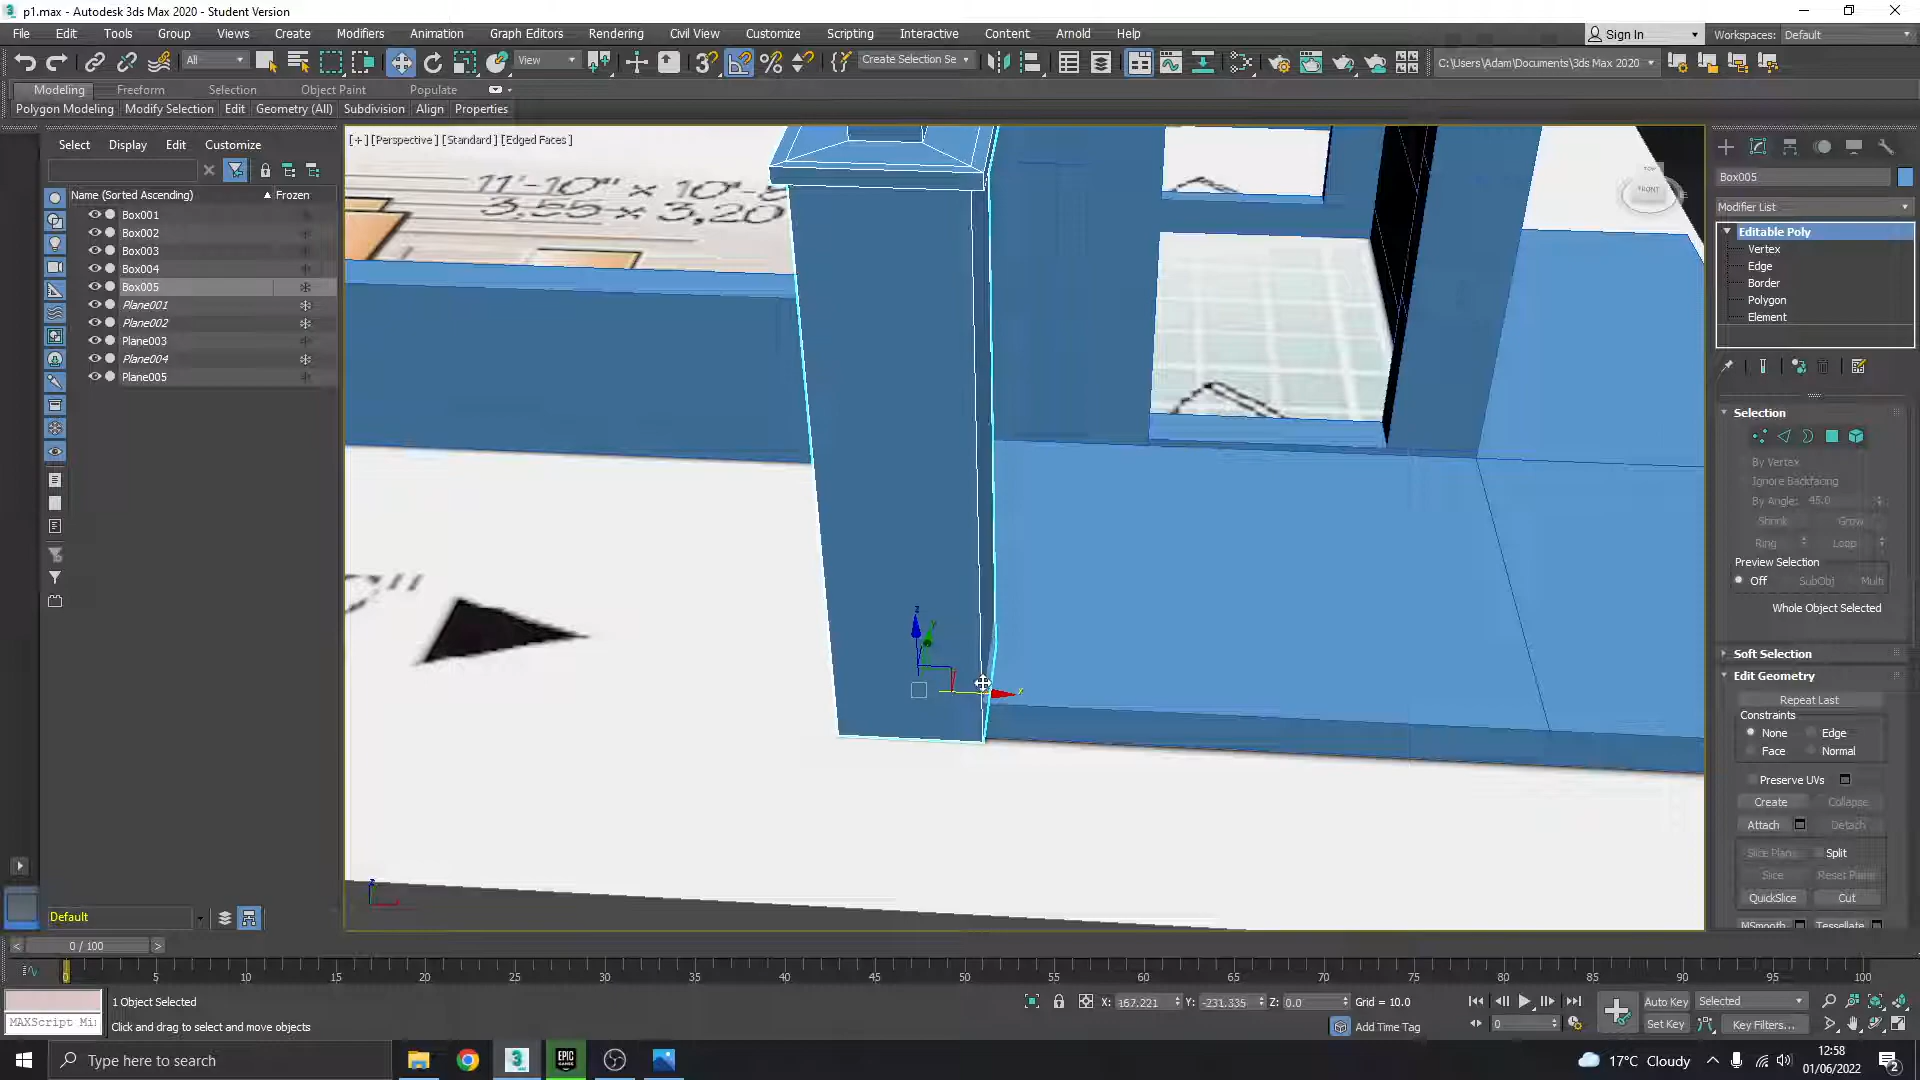 p1.max - Autodesk 3ds Max 2020 - Student Version
File Edit Tools Group Views Create Modifiers Animation Graph Editors Rendering Civil View Customize Scripting Interactive Content Arnold Help
Sign In
Workspaces: Default
All
View
Create Selection Se
C:\Users\Adam\Documents\3ds Max 2020
Modeling Freeform Selection Object Paint Populate
Polygon Modeling Modify Selection Edit Geometry (All) Subdivision Align Properties
Select Display Edit Customize
Name (Sorted Ascending) Frozen
Box001
Box002
Box003
Box004
Box005
Plane001
Plane002
Plane003
Plane004
Plane005
Default
[+] [Perspective] [Standard] [Edged Faces]
11'-10" x 10'-
3,55 x 3,20
TOP
FRONT
z
y
x
z
Box005
Modifier List
Editable Poly
Vertex
Edge
Border
Polygon
Element
Selection
By Vertex
Ignore Backfacing
By Angle: 45.0
Shrink Grow
Ring Loop
Preview Selection
Off SubObj Multi
Whole Object Selected
Soft Selection
Edit Geometry
Repeat Last
Constraints
None Edge
Face Normal
Preserve UVs
Create Collapse
Attach Detach
Slice Plane Split
Slice Reset Plane
QuickSlice Cut
MSmooth Tessellate
< 0 / 100 >
0 5 10 15 20 25 30 35 40 45 50 55 60 65 70 75 80 85 90 95 100
1 Object Selected
X: 167.221 Y: -231.335 Z: 0.0 Grid = 10.0
Auto Key Selected
MAXScript Mi
Click and drag to select and move objects
Add Time Tag
0
Set Key Key Filters...
Type here to search
3
EPIC GAMES
17°C Cloudy
12:58
01/06/2022
2